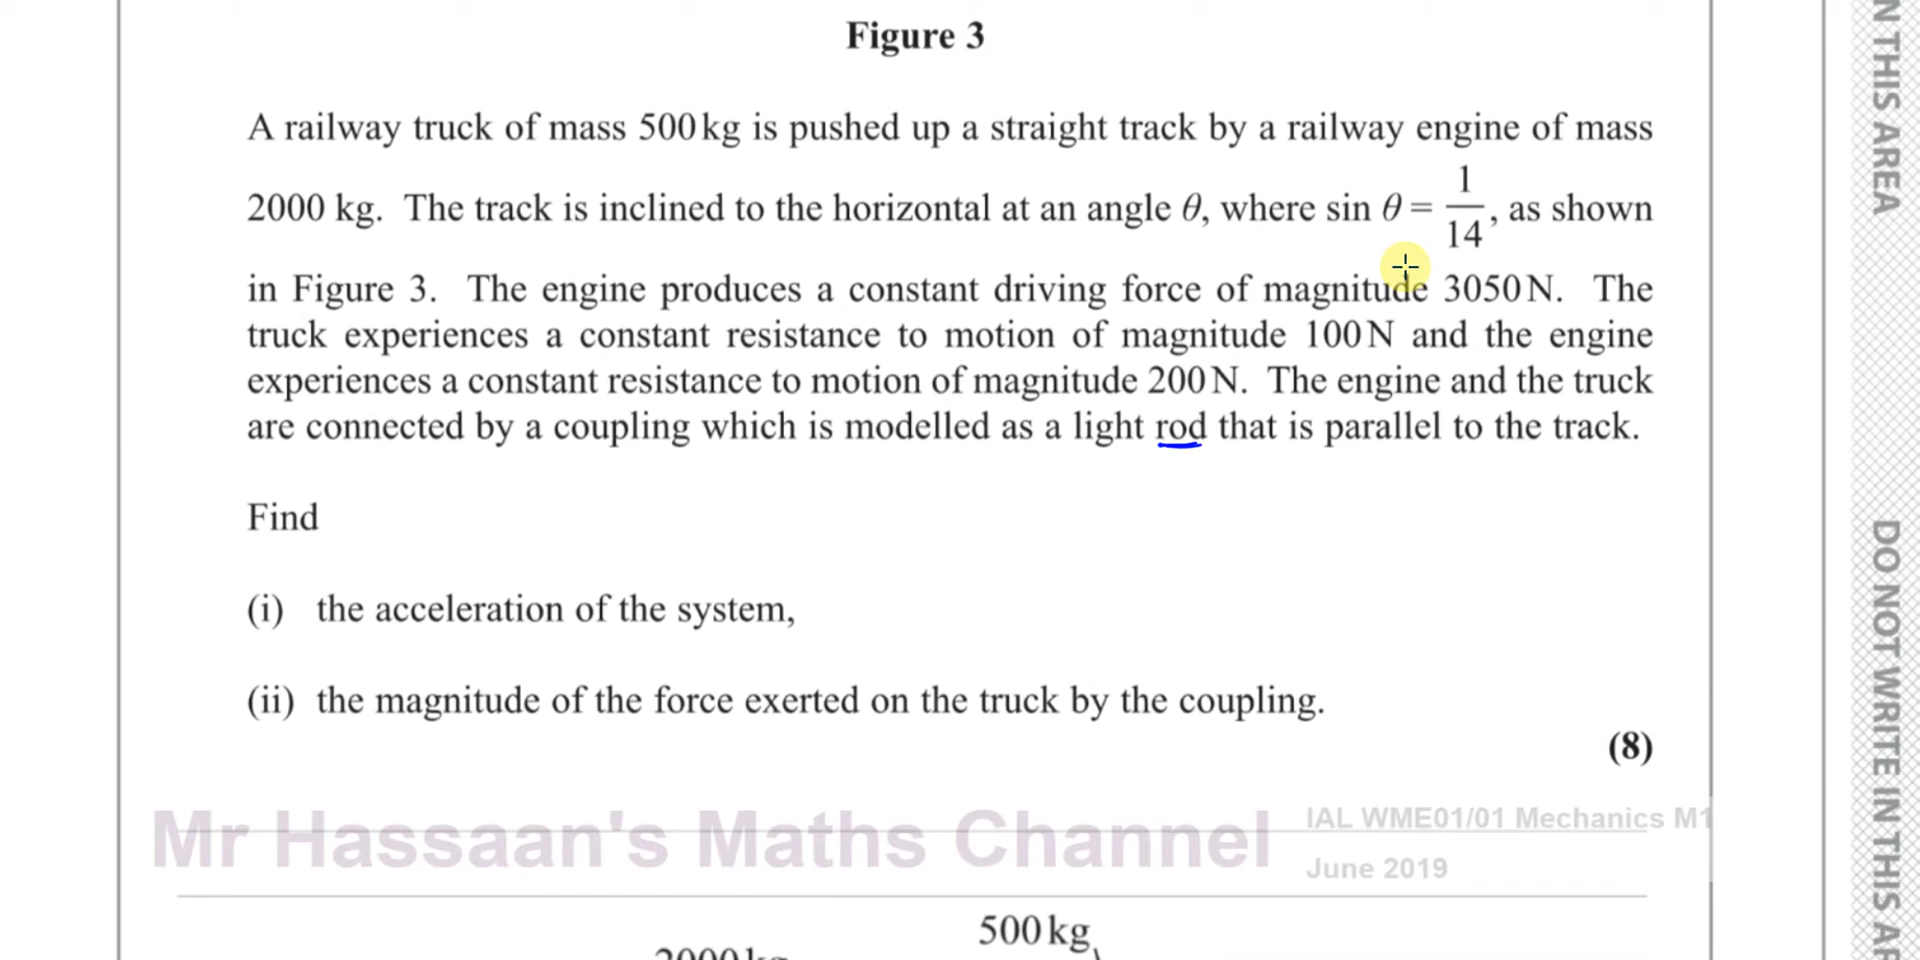 Figure 3
A railway truck of mass 500 kg is pushed up a straight track by a railway engine of mass
2000 kg. The track is inclined to the horizontal at an angle θ, where sin θ = 1/14, as shown
in Figure 3. The engine produces a constant driving force of magnitude 3050 N. The
truck experiences a constant resistance to motion of magnitude 100 N and the engine
experiences a constant resistance to motion of magnitude 200 N. The engine and the truck
are connected by a coupling which is modelled as a light rod that is parallel to the track.
Find
(i) the acceleration of the system,
(ii) the magnitude of the force exerted on the truck by the coupling.
(8)
Mr Hassaan's Maths Channel
IAL WME01/01 Mechanics M1
June 2019
500 kg
2000 kg
N THIS AREA
DO NOT WRITE IN THIS AR